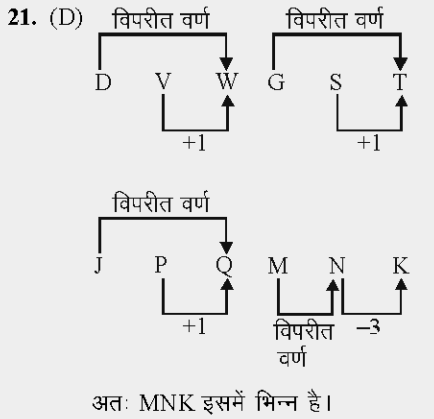 21. (D) विपरीत वर्ण विपरीत वर्ण
D V W G S T
+1 +1
विपरीत वर्ण
J P Q M N K
+1 विपरीत वर्ण –3
अतः MNK इसमें भिन्न है।